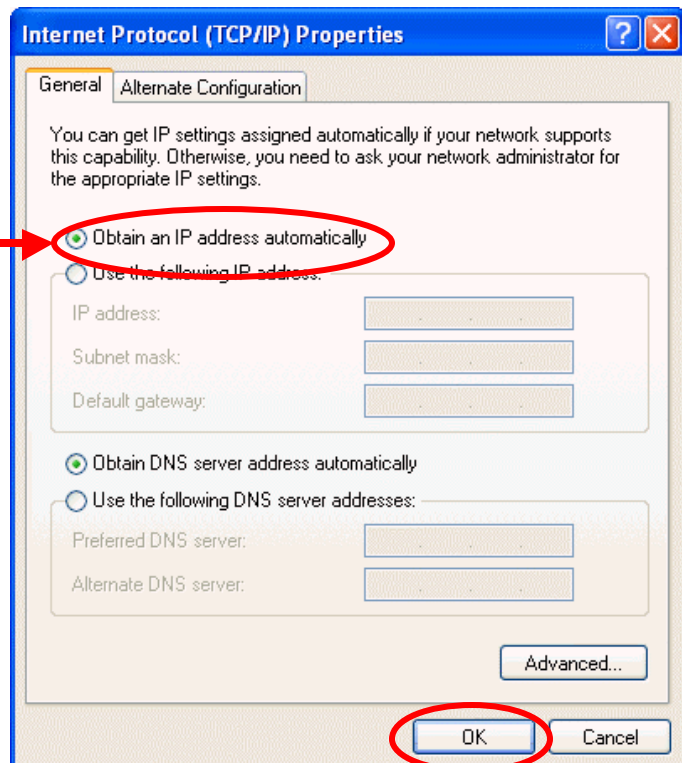 Internet Protocol (TCP/IP) Properties
General
Alternate Configuration
You can get IP settings assigned automatically if your network supports
this capability. Otherwise, you need to ask your network administrator for
the appropriate IP settings.
Obtain an IP address automatically
Use the following IP address:
IP address:
Subnet mask:
Default gateway:
Obtain DNS server address automatically
Use the following DNS server addresses:
Preferred DNS server:
Alternate DNS server:
Advanced...
OK
Cancel